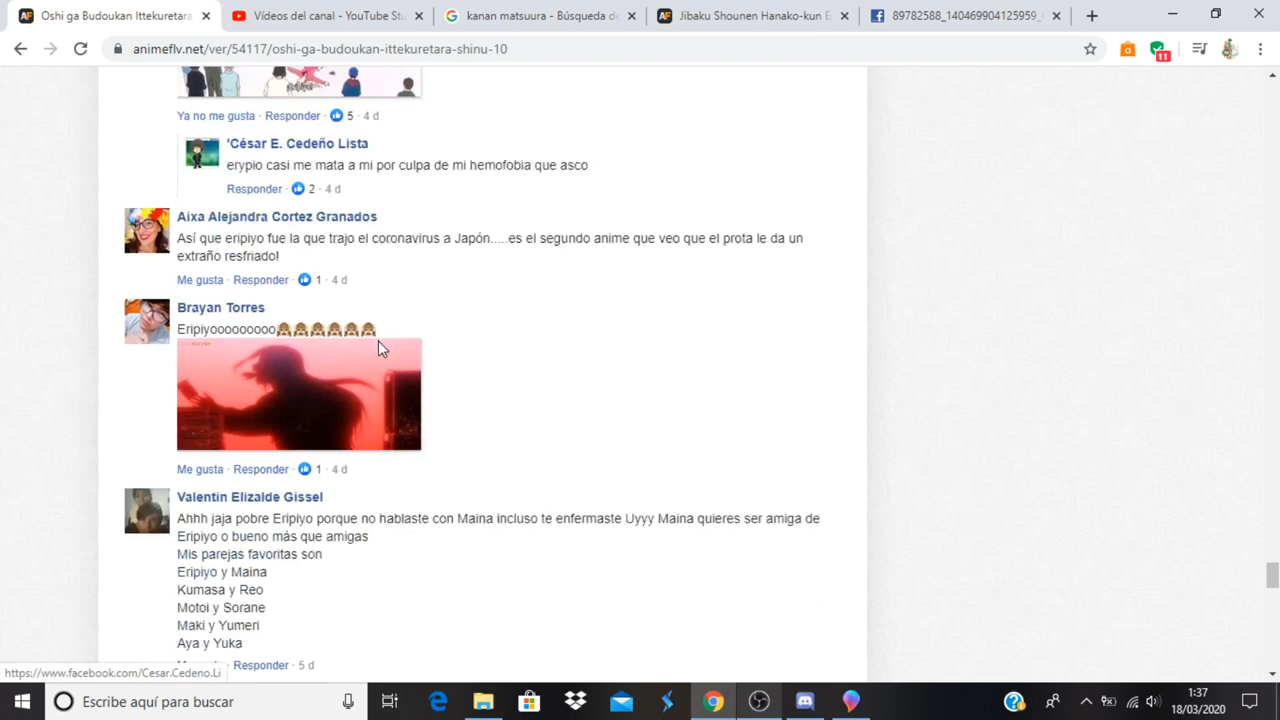 Oshi ga Budoukan Ittekuretara
Vídeos del canal - YouTube Stu
kanan matsuura - Búsqueda de
Jibaku Shounen Hanako-kun E
89782588_140469904125959_
animeflv.net/ver/54117/oshi-ga-budoukan-ittekuretara-shinu-10
11
Ya no me gusta · Responder · 5 · 4 d
'César E. Cedeño Lista
erypio casi me mata a mi por culpa de mi hemofobia que asco
Responder · 2 · 4 d
Aixa Alejandra Cortez Granados
Así que eripiyo fue la que trajo el coronavirus a Japón.....es el segundo anime que veo que el prota le da un
extraño resfriado!
Me gusta · Responder · 1 · 4 d
Brayan Torres
Eripiyooooooooo🙈🙈🙈🙈🙈🙈
Me gusta · Responder · 1 · 4 d
Valentin Elizalde Gissel
Ahhh jaja pobre Eripiyo porque no hablaste con Maina incluso te enfermaste Uyyy Maina quieres ser amiga de
Eripiyo o bueno más que amigas
Mis parejas favoritas son
Eripiyo y Maina
Kumasa y Reo
Motoi y Sorane
Maki y Yumeri
Aya y Yuka
Responder · 5 d
https://www.facebook.com/Cesar.Cedeno.Li
Escribe aquí para buscar
1:37
18/03/2020